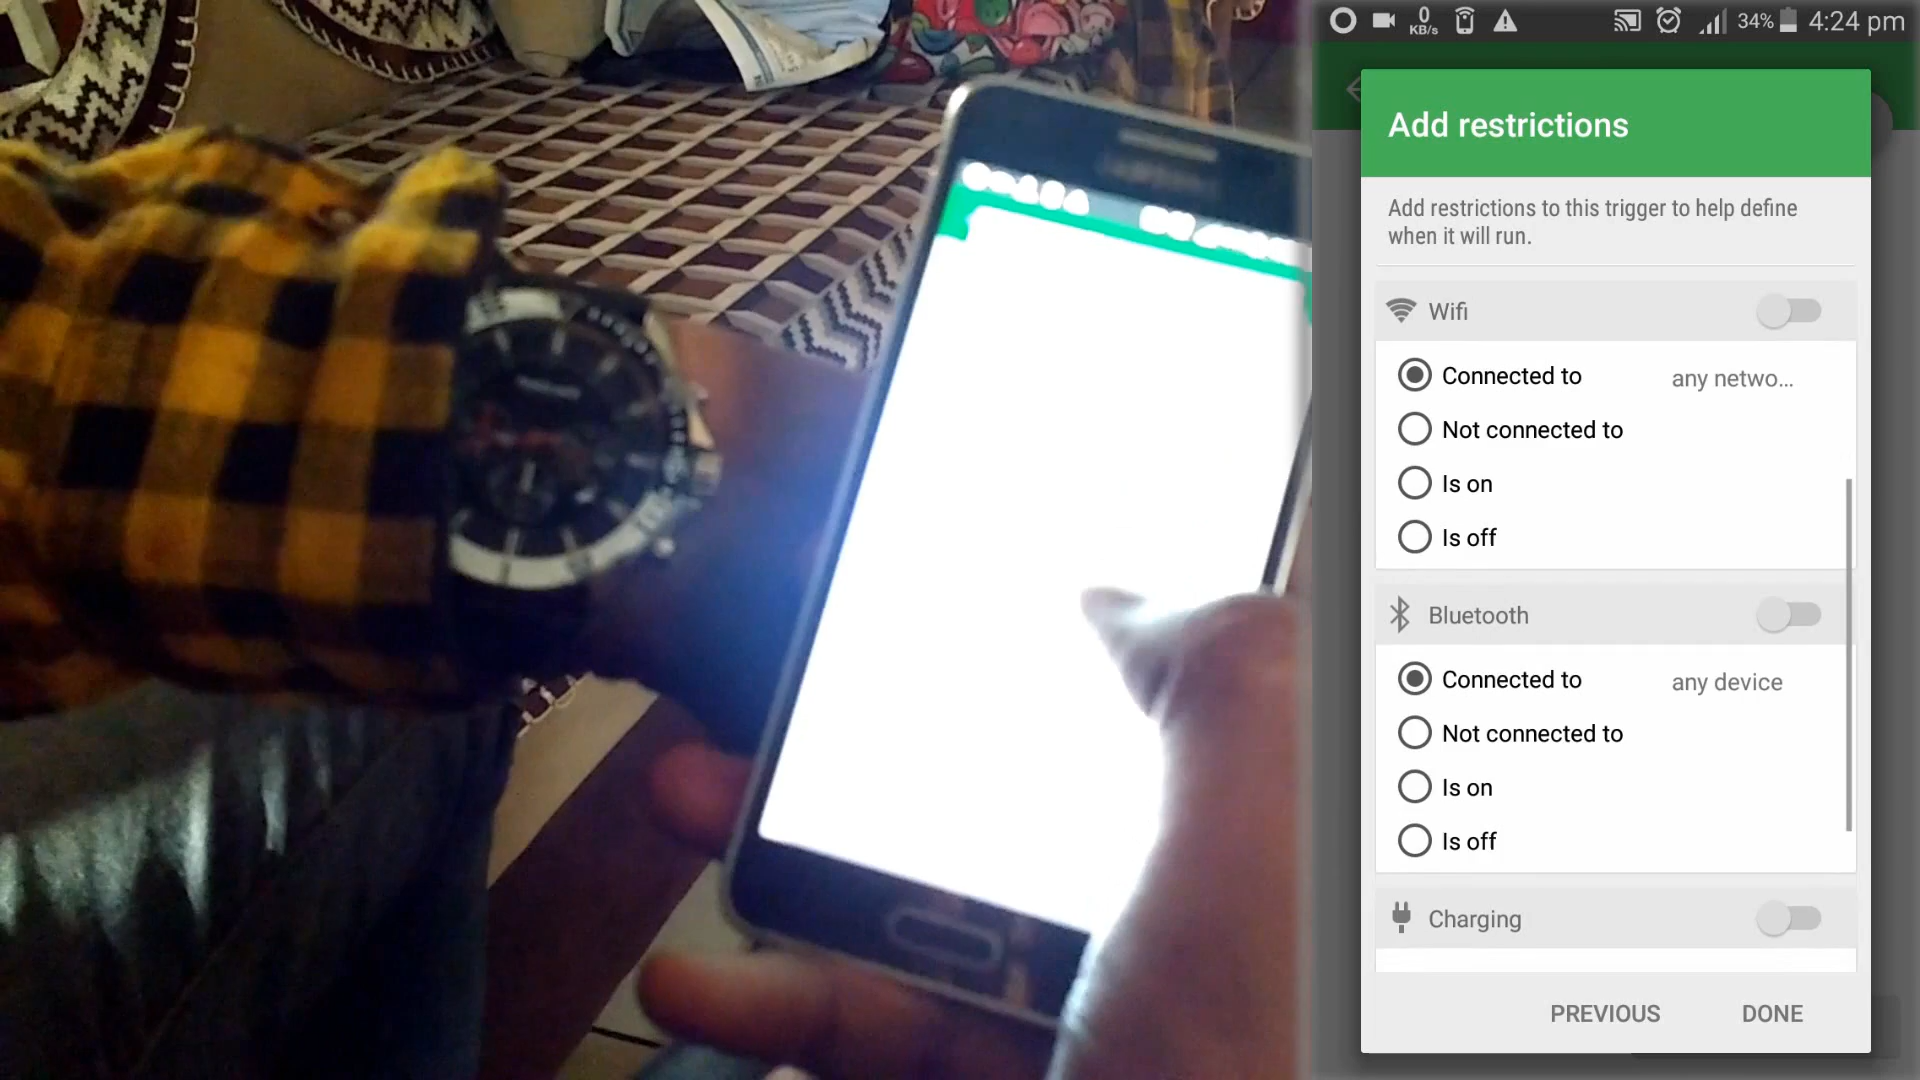 0
KB/s
34%
4:24 pm
Add restrictions
Add restrictions to this trigger to help define
when it will run.
Wifi
Connected to any netwo...
Not connected to
Is on
Is off
Bluetooth
Connected to any device
Not connected to
Is on
Is off
Charging
PREVIOUS DONE